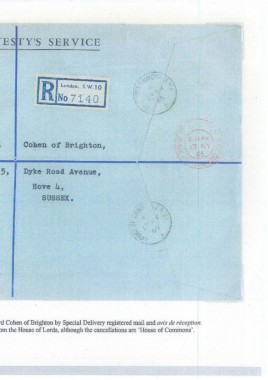 ESTY'S SERVICE
London, S.W.10
R
No 7140
Cohen of Brighton,
5, Dyke Road Avenue,
Hove 4,
SUSSEX.
rd Cohen of Brighton by Special Delivery registered mail and avis de réception.
om the House of Lords, although the cancellations are 'House of Commons'.